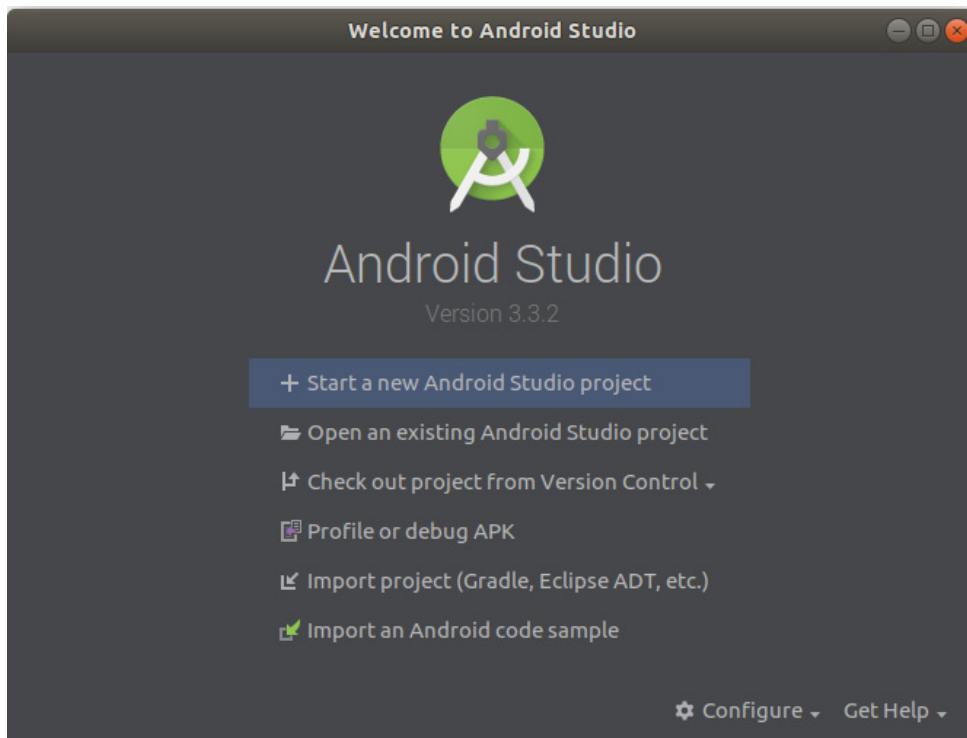 Welcome to Android Studio
Android Studio
Version 3.3.2
Start a new Android Studio project
Open an existing Android Studio project
Check out project from Version Control
Profile or debug APK
Import project (Gradle, Eclipse ADT, etc.)
Import an Android code sample
Configure Get Help